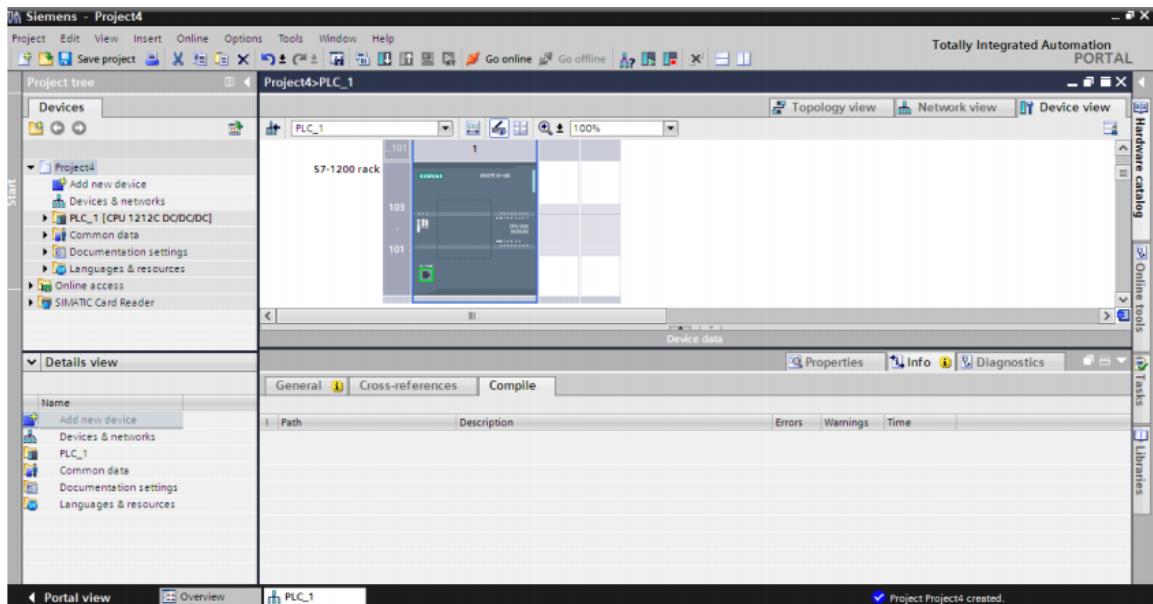 Siemens - Project4
Project Edit View Insert Online Options Tools Window Help
Totally Integrated Automation
PORTAL
Save project
Go online
Go offline
Project tree
Project4>PLC_1
Devices
Topology view
Network view
Device view
PLC_1
100%
Start
Project4
Add new device
Devices & networks
PLC_1 [CPU 1212C DC/DC/DC]
Common data
Documentation settings
Languages & resources
Online access
SIMATIC Card Reader
101
1
S7-1200 rack
SIEMENS
103
101
Device data
Hardware catalog
Online tools
Tasks
Libraries
Details view
Properties
Info
Diagnostics
General
Cross-references
Compile
Name
Add new device
Devices & networks
PLC_1
Common data
Documentation settings
Languages & resources
! Path Description Errors Warnings Time
Portal view
Overview
PLC_1
Project Project4 created.